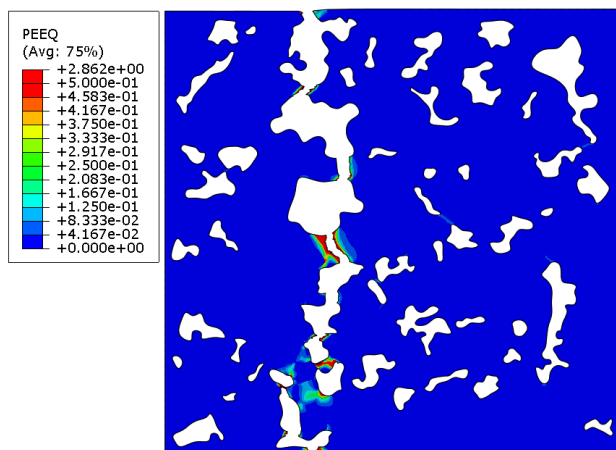 PEEQ
(Avg: 75%)
+2.862e+00
+5.000e-01
+4.583e-01
+4.167e-01
+3.750e-01
+3.333e-01
+2.917e-01
+2.500e-01
+2.083e-01
+1.667e-01
+1.250e-01
+8.333e-02
+4.167e-02
+0.000e+00